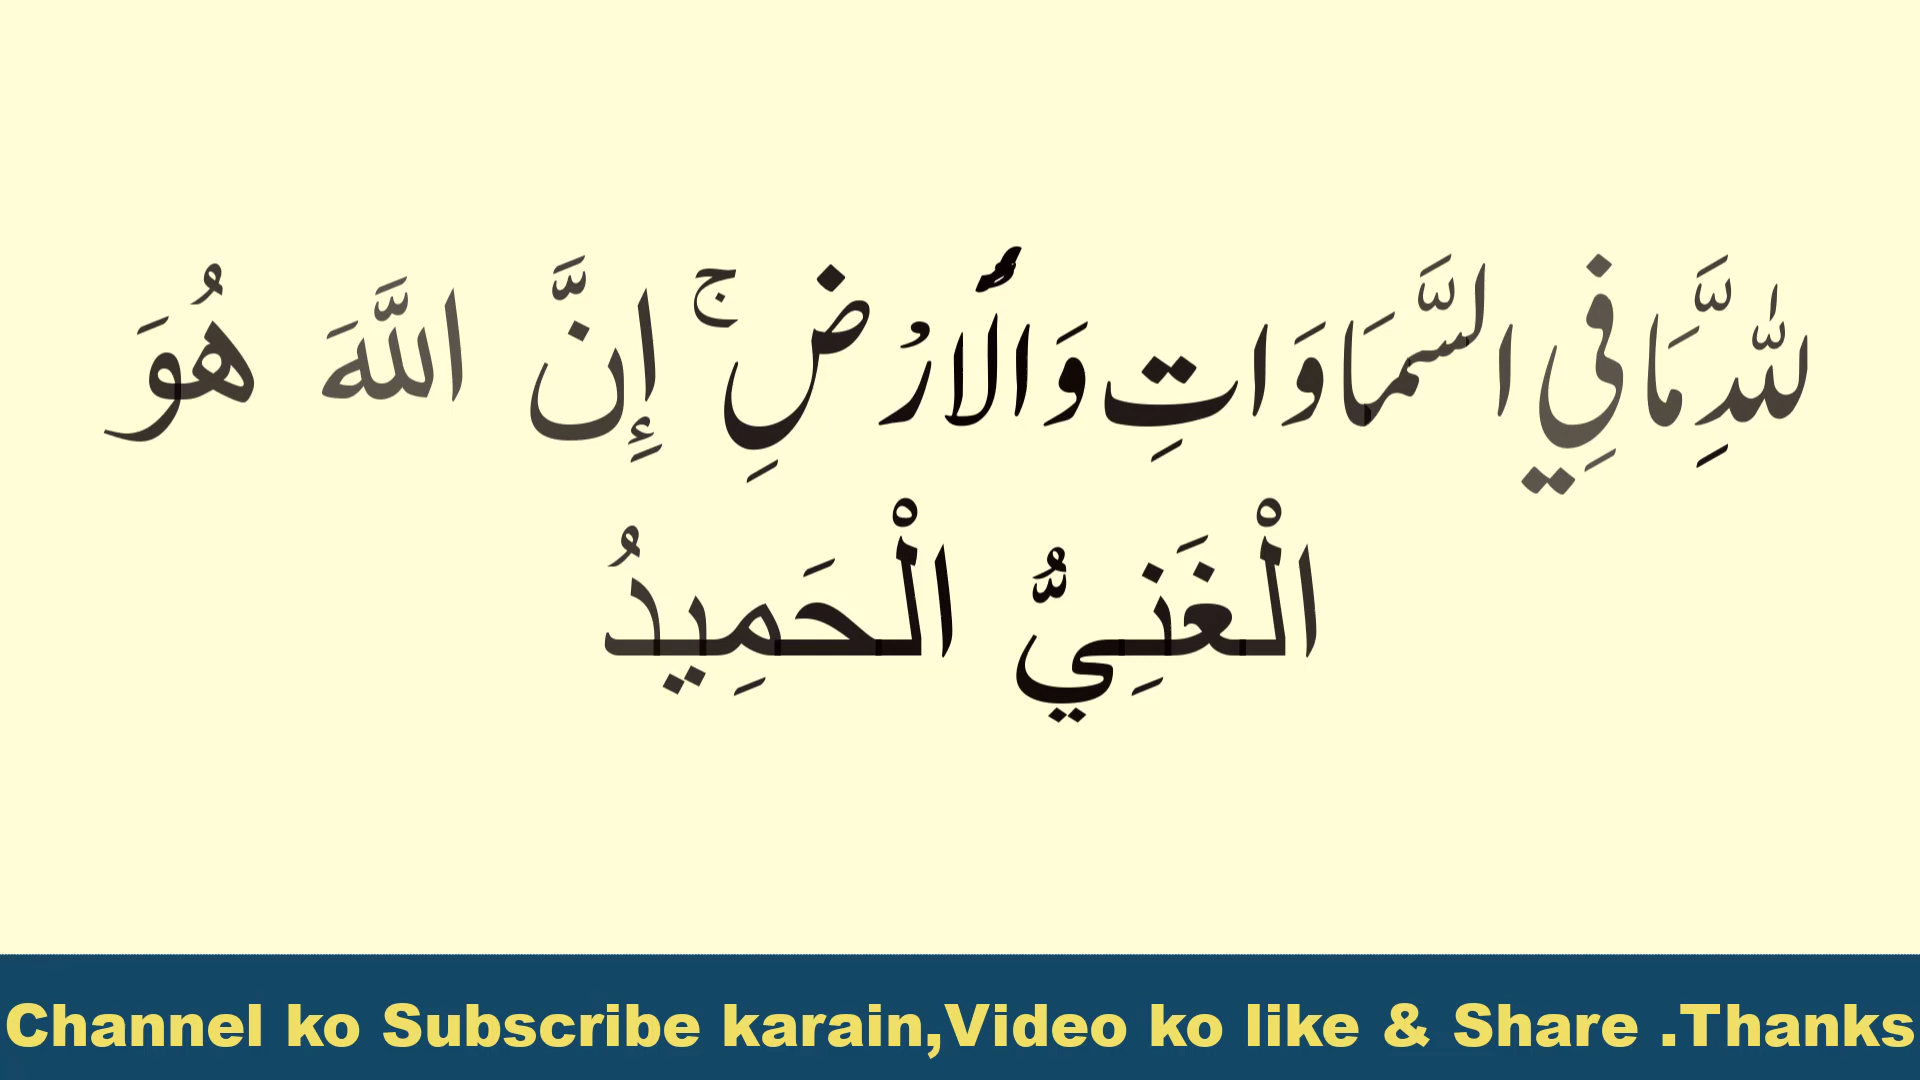 لِلَّهِ مَا فِي السَّمَاوَاتِ وَالْاَرْضِ ۚ إِنَّ اللَّهَ هُوَ
الْغَنِيُّ الْحَمِيدُ
Channel ko Subscribe karain,Video ko like & Share .Thanks